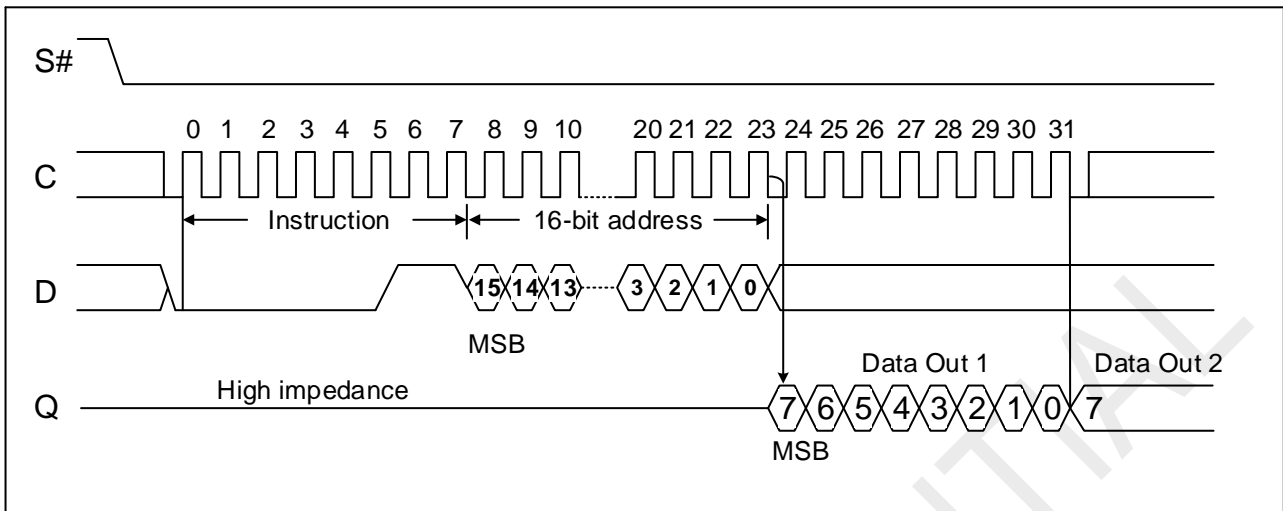 S#
0 1 2 3 4 5 6 7 8 9 10 20 21 22 23 24 25 26 27 28 29 30 31
C
Instruction 16-bit address
D
15 14 13 3 2 1 0
MSB
Data Out 1 Data Out 2
High impedance
Q
7 6 5 4 3 2 1 0 7
MSB